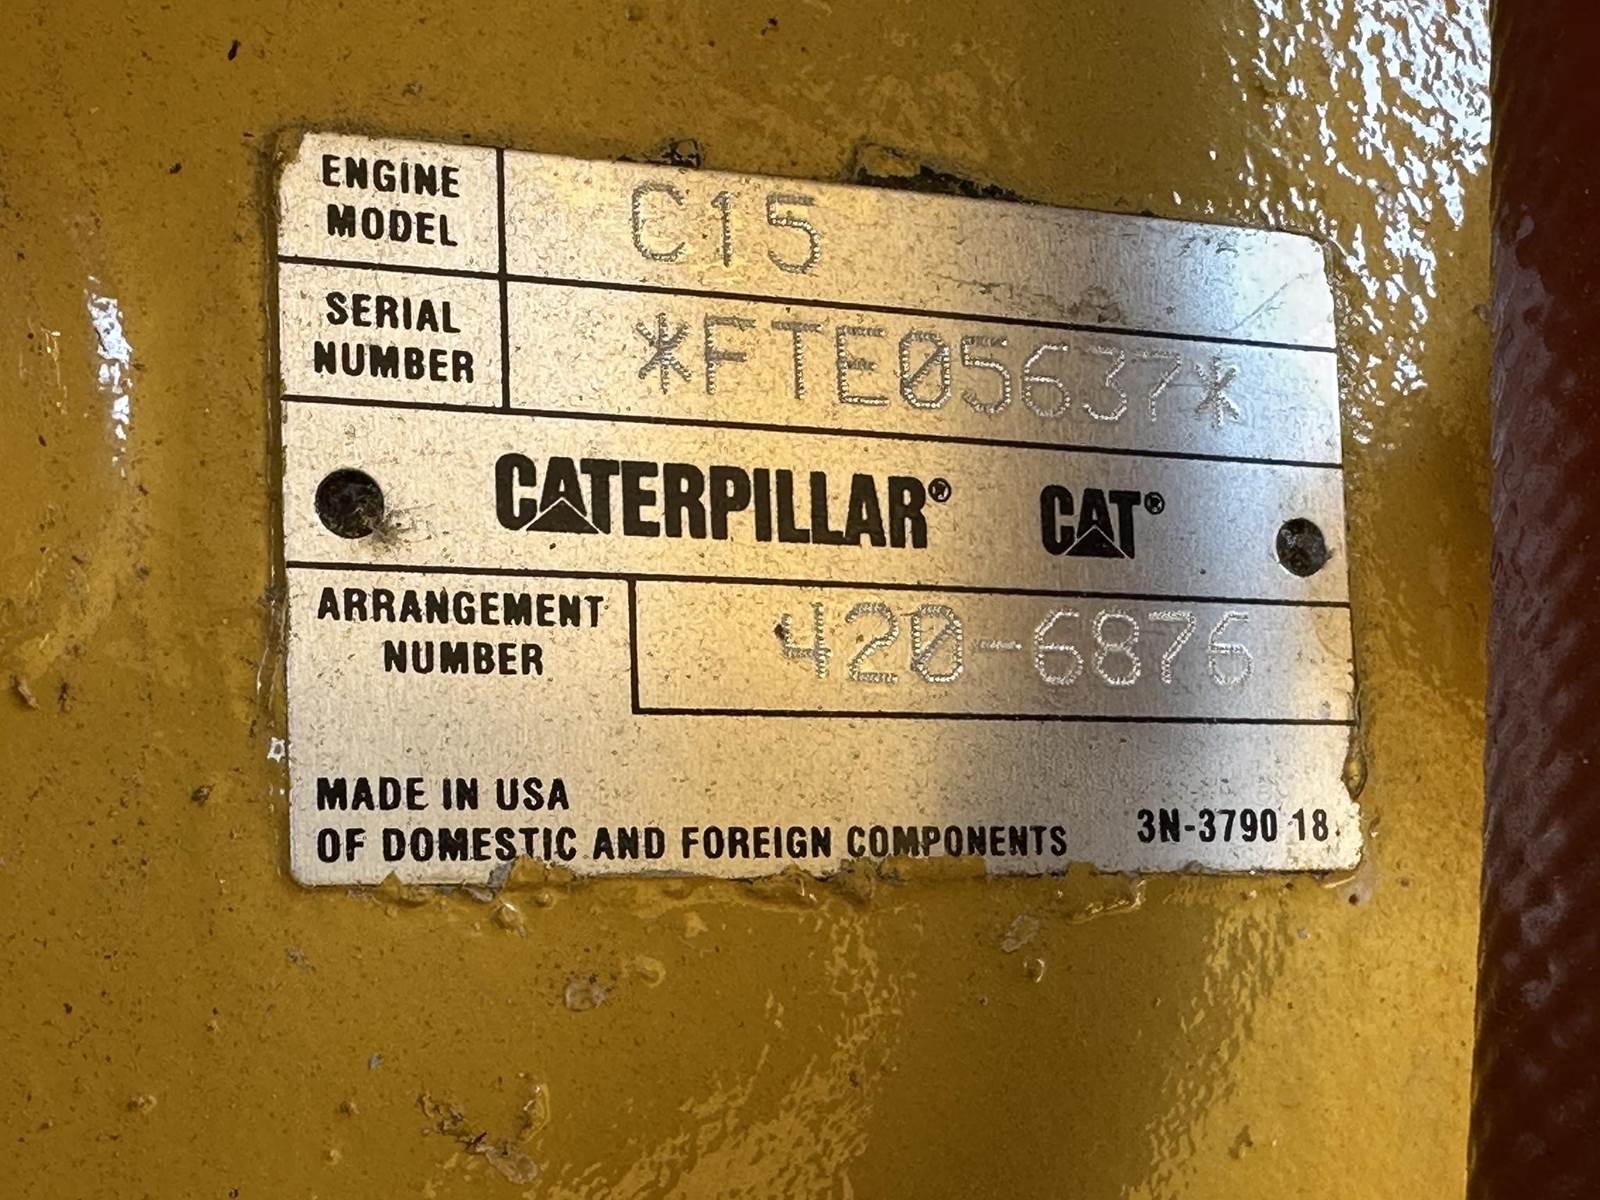 ENGINE MODEL C15
SERIAL NUMBER *FTE05637*
CATERPILLAR® CAT®
ARRANGEMENT NUMBER 420-6876
MADE IN USA
OF DOMESTIC AND FOREIGN COMPONENTS 3N-3790 18